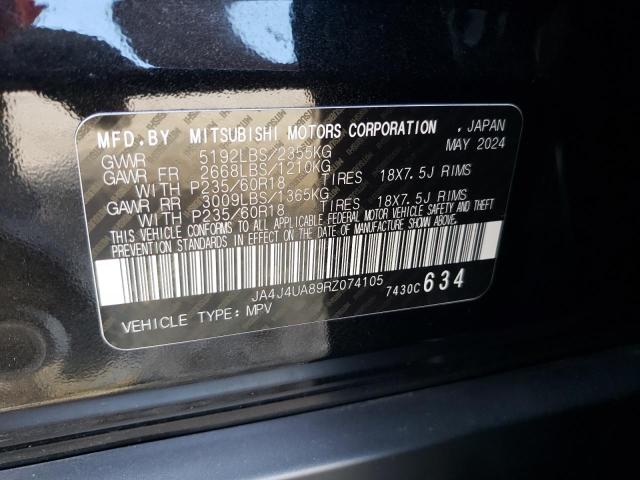 MFD.BY MITSUBISHI MOTORS CORPORATION , JAPAN
GVWR 5192LBS/2355KG MAY 2024
GAWR FR 2668LBS/1210KG
WITH P235/60R18 TIRES 18X7.5J RIMS
GAWR RR 3009LBS/1365KG
WITH P235/60R18 TIRES 18X7.5J RIMS
THIS VEHICLE CONFORMS TO ALL APPLICABLE FEDERAL MOTOR VEHICLE SAFETY AND THEFT
PREVENTION STANDARDS IN EFFECT ON THE DATE OF MANUFACTURE SHOWN ABOVE.
JA4J4UA89RZ074105 7430C 634
VEHICLE TYPE: MPV